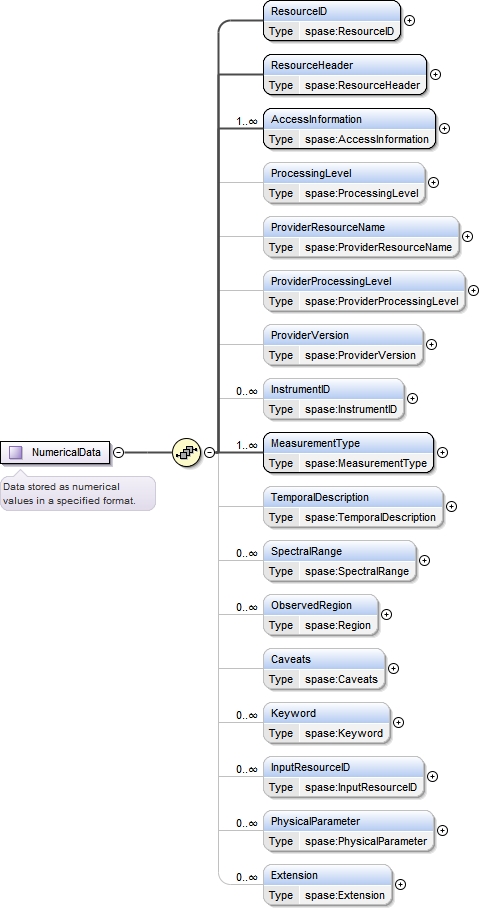 ResourceID
Type spase:ResourceID
ResourceHeader
Type spase:ResourceHeader
1..∞
AccessInformation
Type spase:AccessInformation
ProcessingLevel
Type spase:ProcessingLevel
ProviderResourceName
Type spase:ProviderResourceName
ProviderProcessingLevel
Type spase:ProviderProcessingLevel
ProviderVersion
Type spase:ProviderVersion
0..∞
InstrumentID
Type spase:InstrumentID
NumericalData
Data stored as numerical
values in a specified format.
1..∞
MeasurementType
Type spase:MeasurementType
TemporalDescription
Type spase:TemporalDescription
0..∞
SpectralRange
Type spase:SpectralRange
0..∞
ObservedRegion
Type spase:Region
Caveats
Type spase:Caveats
0..∞
Keyword
Type spase:Keyword
0..∞
InputResourceID
Type spase:InputResourceID
0..∞
PhysicalParameter
Type spase:PhysicalParameter
0..∞
Extension
Type spase:Extension